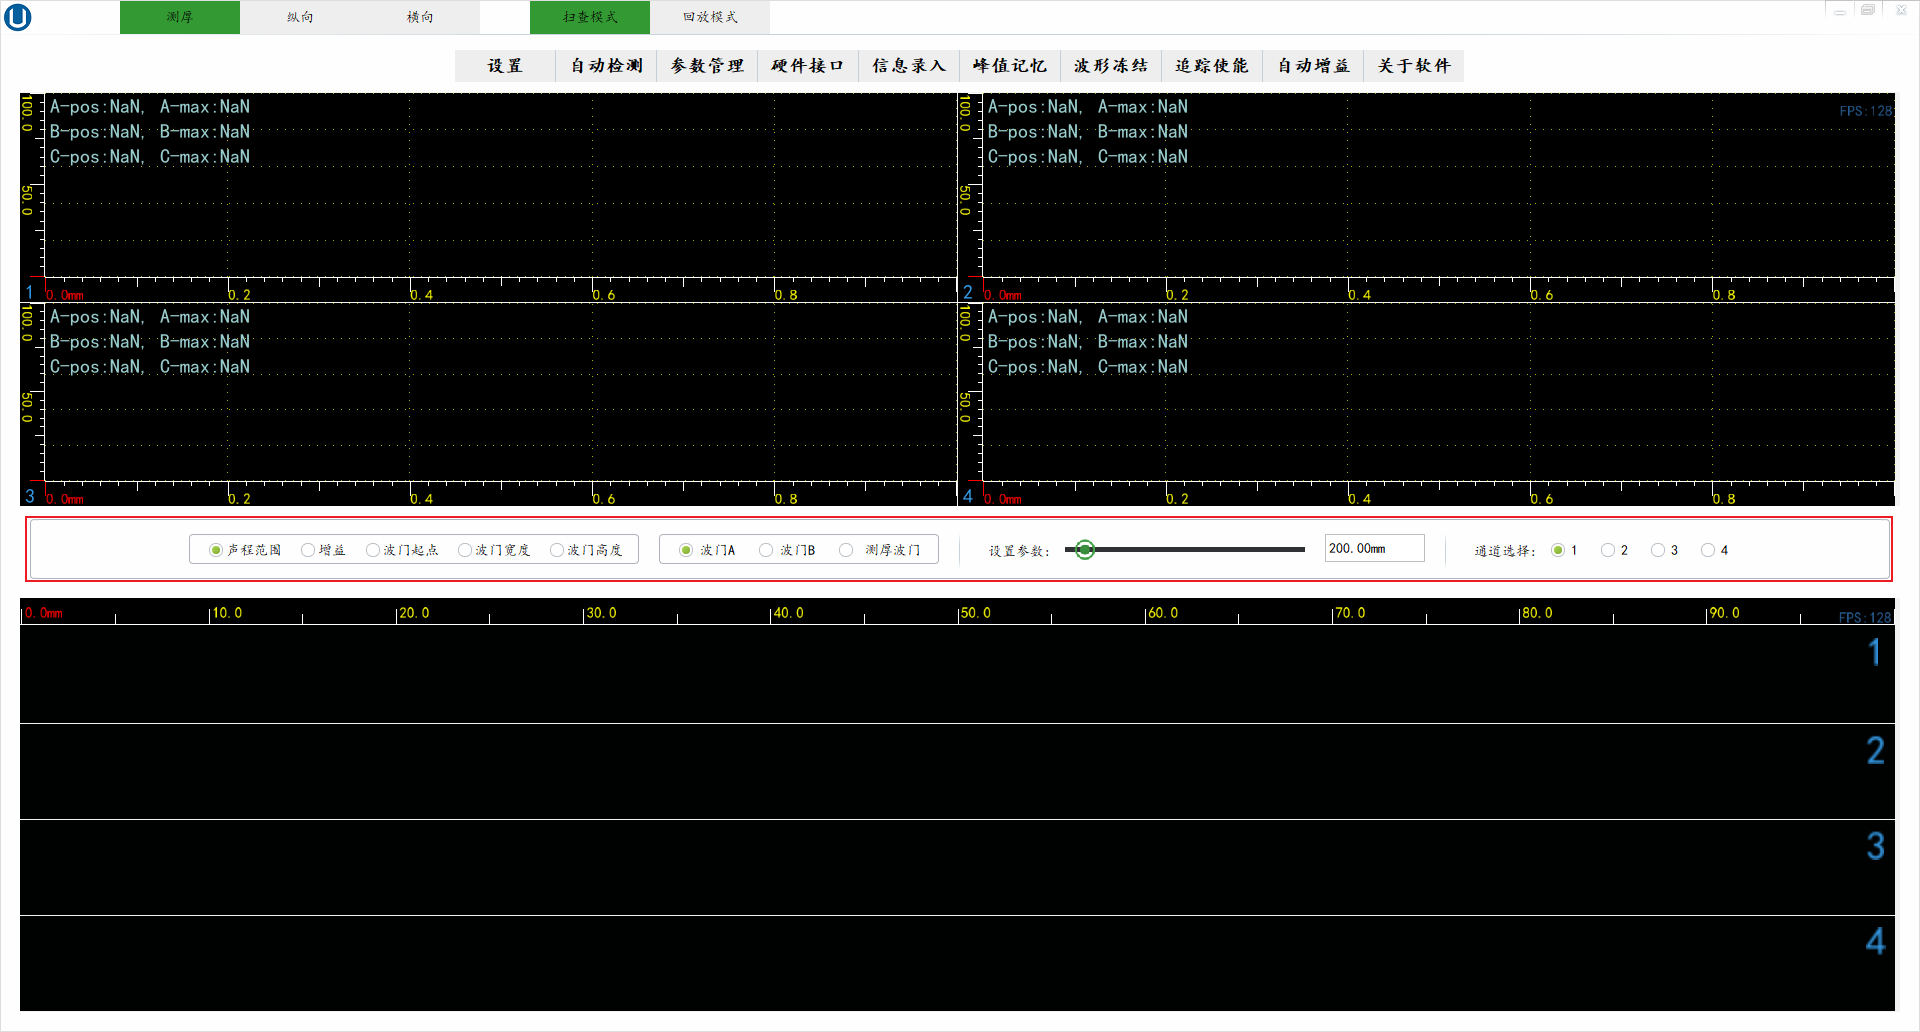 测厚 纵向 横向 扫查模式 回放模式
设置 自动检测 参数管理 硬件接口 信息录入 峰值记忆 波形冻结 追踪使能 自动增益 关于软件
A-pos:NaN, A-max:NaN
B-pos:NaN, B-max:NaN
C-pos:NaN, C-max:NaN
100.0
50.0
1 0.0mm 0.2 0.4 0.6 0.8
A-pos:NaN, A-max:NaN
B-pos:NaN, B-max:NaN
C-pos:NaN, C-max:NaN
FPS:128
100.0
50.0
2 0.0mm 0.2 0.4 0.6 0.8
A-pos:NaN, A-max:NaN
B-pos:NaN, B-max:NaN
C-pos:NaN, C-max:NaN
100.0
50.0
3 0.0mm 0.2 0.4 0.6 0.8
A-pos:NaN, A-max:NaN
B-pos:NaN, B-max:NaN
C-pos:NaN, C-max:NaN
100.0
50.0
4 0.0mm 0.2 0.4 0.6 0.8
声程范围 增益 波门起点 波门宽度 波门高度 波门A 波门B 测厚波门 设置参数: 200.00mm 通道选择: 1 2 3 4
0.0mm 10.0 20.0 30.0 40.0 50.0 60.0 70.0 80.0 90.0 FPS:128
1
2
3
4